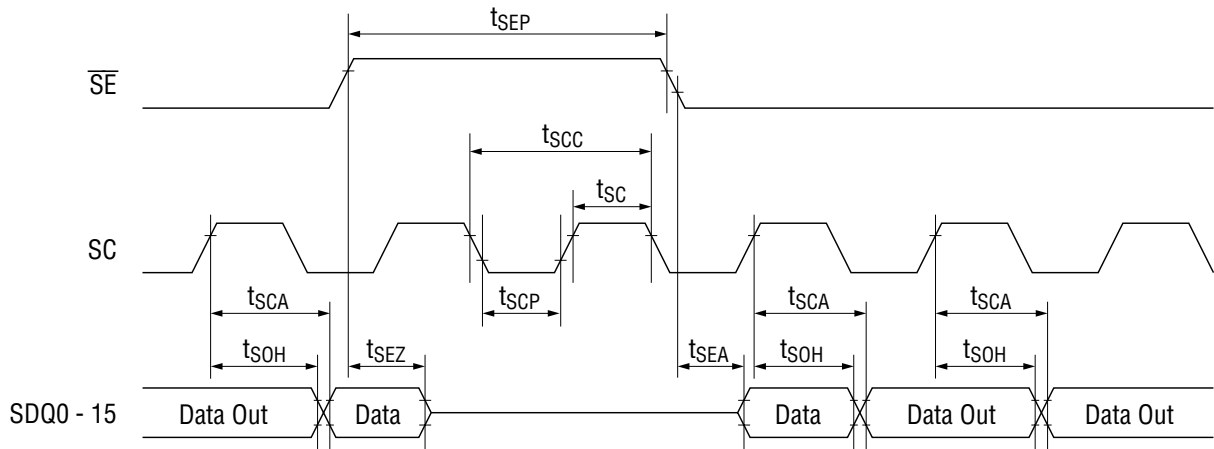 tSEP
SE
tSCC
tSC
SC
tSCP
tSCA tSCA tSCA
tSOH tSEZ tSEA tSOH tSOH
SDQ0 - 15 Data Out Data Data Data Out Data Out